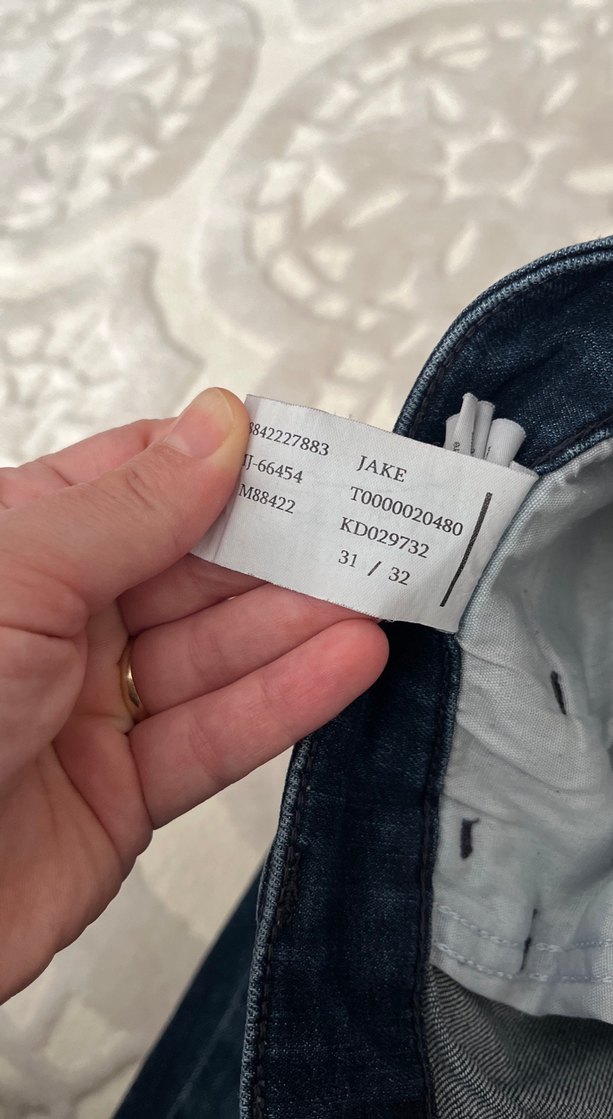 8842227883
J-66454
M88422
JAKE
T0000020480
KD029732
31 / 32